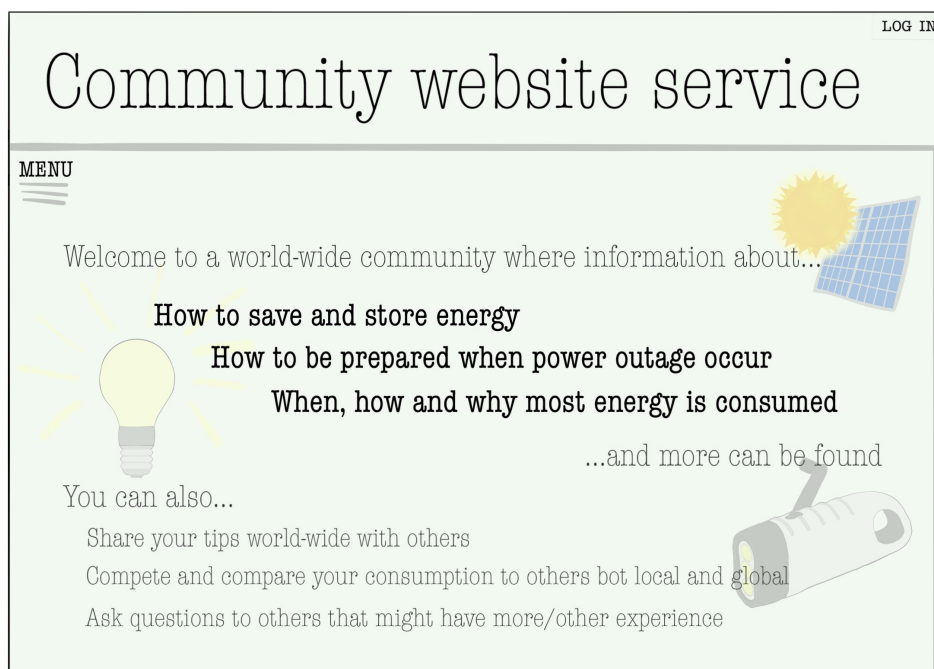 LOG IN
Community website service
MENU
Welcome to a world-wide community where information about...
How to save and store energy
How to be prepared when power outage occur
When, how and why most energy is consumed
...and more can be found
You can also...
Share your tips world-wide with others
Compete and compare your consumption to others bot local and global
Ask questions to others that might have more/other experience